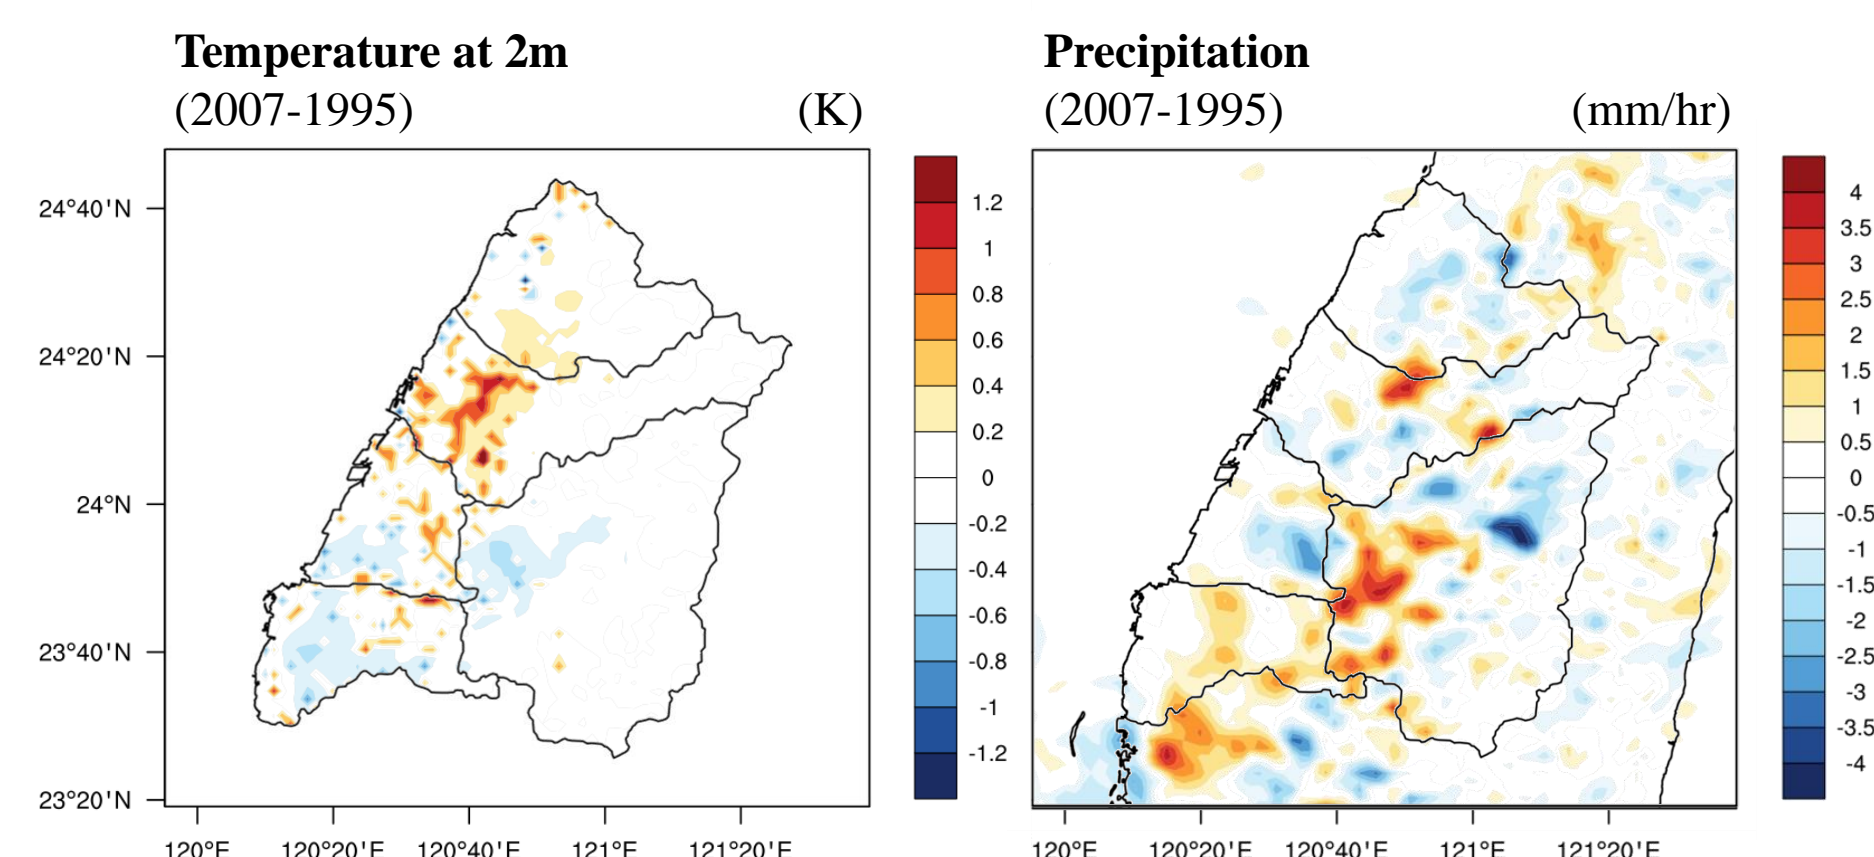 Temperature at 2m
(2007-1995) (K)
24°40'N
24°20'N
24°N
23°40'N
23°20'N
120°E 120°20'E 120°40'E 121°E 121°20'E
1.2
1
0.8
0.6
0.4
0.2
0
-0.2
-0.4
-0.6
-0.8
-1
-1.2
Precipitation
(2007-1995) (mm/hr)
120°E 120°20'E 120°40'E 121°E 121°20'E
4
3.5
3
2.5
2
1.5
1
0.5
0
-0.5
-1
-1.5
-2
-2.5
-3
-3.5
-4